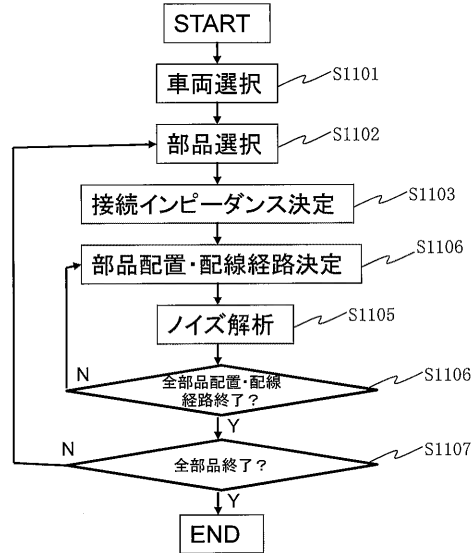 START
車両選択
S1101
部品選択
S1102
接続インピーダンス決定
S1103
部品配置・配線経路決定
S1106
ノイズ解析
S1105
全部品配置・配線
経路終了？
S1106
N
Y
全部品終了？
S1107
N
Y
END